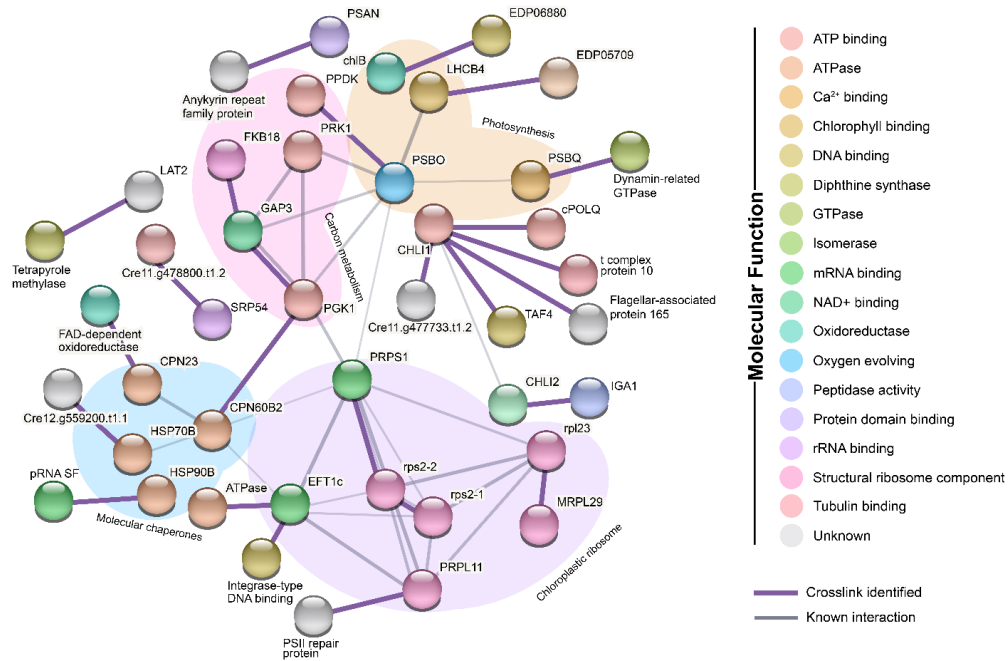 PSAN
EDP06880
chlB
LHCB4
EDP05709
Anykyrin repeat
family protein
PPDK
PRK1
Photosynthesis
FKB18
PSBO
PSBQ
Dynamin-related
GTPase
LAT2
GAP3
Carbon metabolism
cPOLQ
CHLI1
t complex
protein 10
Tetrapyrole
methylase
Cre11.g478800.t1.2
SRP54
PGK1
Cre11.g477733.t1.2
TAF4
Flagellar-associated
protein 165
FAD-dependent
oxidoreductase
CPN23
PRPS1
CHLI2
IGA1
Cre12.g559200.t1.1
CPN60B2
HSP70B
rpl23
pRNA SF
HSP90B
ATPase
EFT1c
rps2-2
rps2-1
MRPL29
Molecular chaperones
Chloroplastic ribosome
Integrase-type
DNA binding
PRPL11
PSII repair
protein
Molecular Function
ATP binding
ATPase
Ca²⁺ binding
Chlorophyll binding
DNA binding
Diphthine synthase
GTPase
Isomerase
mRNA binding
NAD+ binding
Oxidoreductase
Oxygen evolving
Peptidase activity
Protein domain binding
rRNA binding
Structural ribosome component
Tubulin binding
Unknown
Crosslink identified
Known interaction